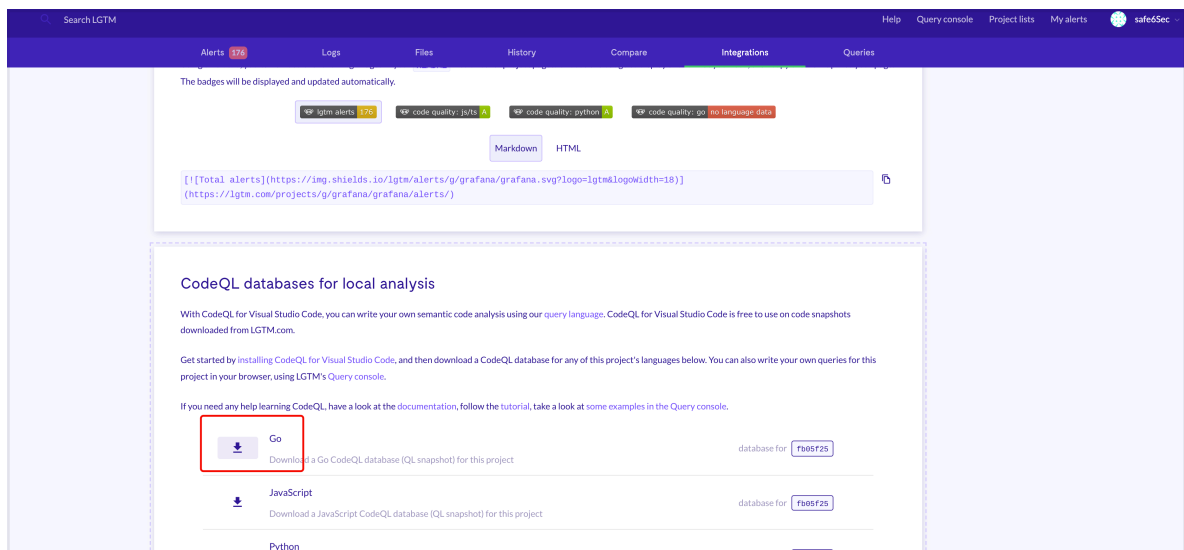 Search LGTM
Help Query console Project lists My alerts safe6Sec
Alerts 176 Logs Files History Compare Integrations Queries
The badges will be displayed and updated automatically.
lgtm alerts 176 code quality: js/ts A code quality: python A code quality: go no language data
Markdown HTML
[![Total alerts](https://img.shields.io/lgtm/alerts/g/grafana/grafana.svg?logo=lgtm&logoWidth=18)]
(https://lgtm.com/projects/g/grafana/grafana/alerts/)
CodeQL databases for local analysis
With CodeQL for Visual Studio Code, you can write your own semantic code analysis using our query language. CodeQL for Visual Studio Code is free to use on code snapshots
downloaded from LGTM.com.
Get started by installing CodeQL for Visual Studio Code, and then download a CodeQL database for any of this project's languages below. You can also write your own queries for this
project in your browser, using LGTM's Query console.
If you need any help learning CodeQL, have a look at the documentation, follow the tutorial, take a look at some examples in the Query console.
Go
Download a Go CodeQL database (QL snapshot) for this project
database for fb05f25
JavaScript
Download a JavaScript CodeQL database (QL snapshot) for this project
database for fb05f25
Python